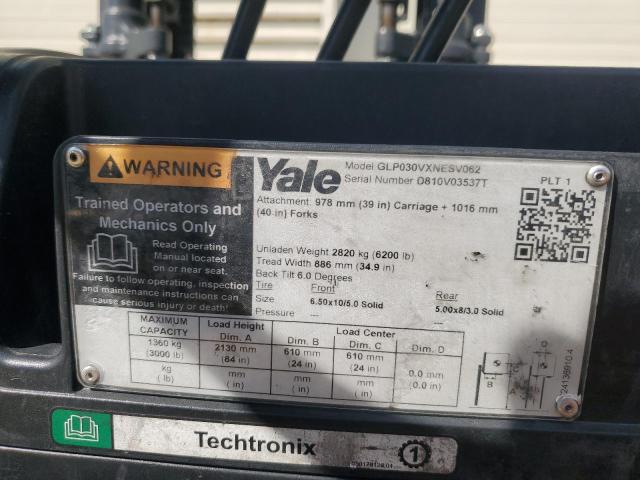 WARNING
Trained Operators and
Mechanics Only
Read Operating
Manual located
on or near seat.
Failure to follow operating, inspection
and maintenance instructions can
cause serious injury or death!
Yale
Model GLP030VXNESV062
Serial Number D810V03537T
PLT 1
Attachment: 978 mm (39 in) Carriage + 1016 mm
(40 in) Forks
Unladen Weight 2820 kg (6200 lb)
Tread Width 886 mm (34.9 in)
Back Tilt 6.0 Degrees
Tire Front Rear
Size 6.50x10/5.0 Solid 5.00x8/3.0 Solid
Pressure --- ---
MAXIMUM CAPACITY Load Height Load Center
Dim. A Dim. B Dim. C Dim. D
1360 kg 2130 mm 610 mm 610 mm
(3000 lb) (84 in) (24 in) (24 in)
kg mm mm mm 0.0 mm
(lb) (in) (in) (in) (0.0 in)
B
24138910.4
Techtronix
1